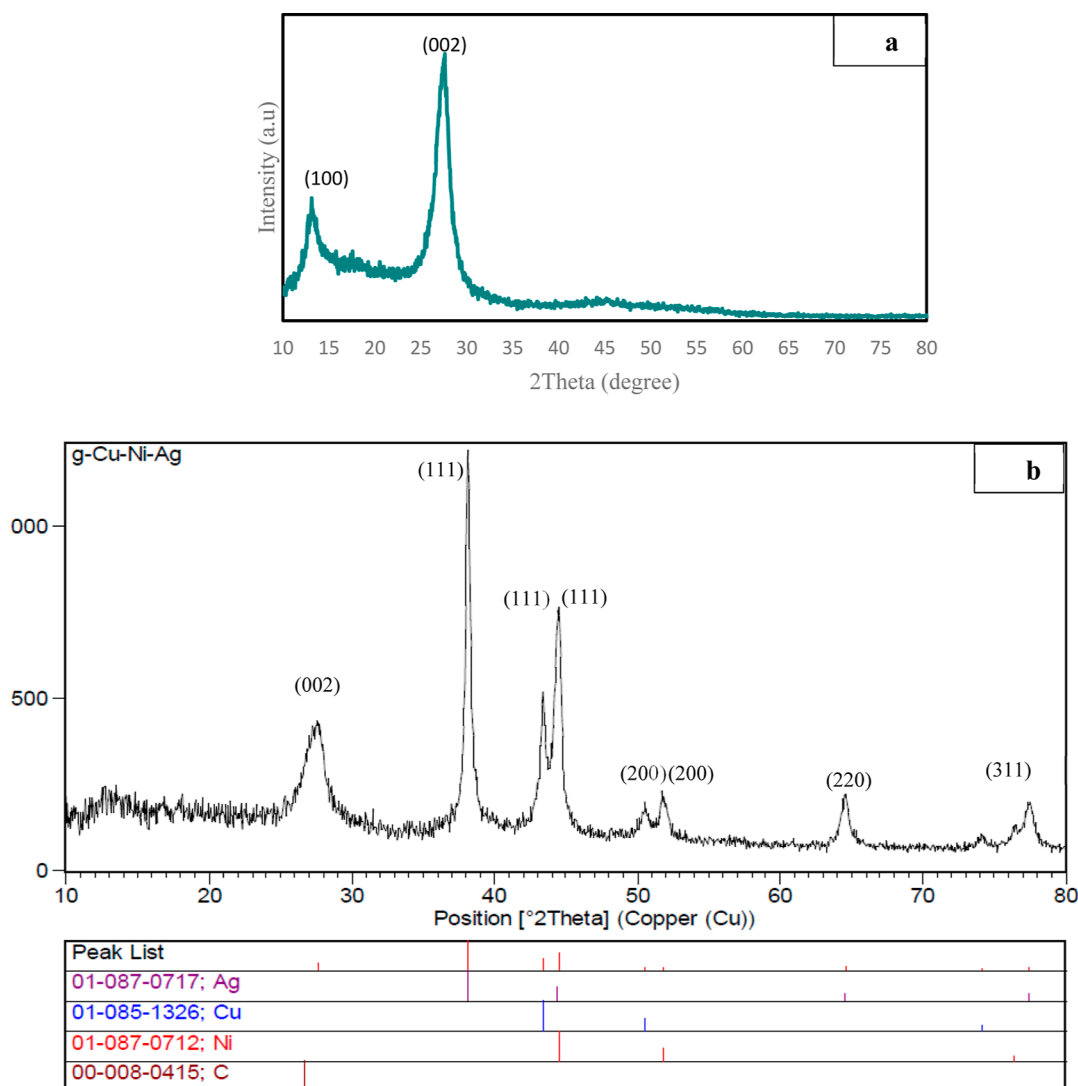 a
(002)
(100)
Intensity (a.u)
10 15 20 25 30 35 40 45 50 55 60 65 70 75 80
2Theta (degree)
g-Cu-Ni-Ag
b
(111)
000
(111) (111)
500
(002)
(200) (200) (220) (311)
0
10 20 30 40 50 60 70 80
Position [°2Theta] (Copper (Cu))
Peak List
01-087-0717; Ag
01-085-1326; Cu
01-087-0712; Ni
00-008-0415; C